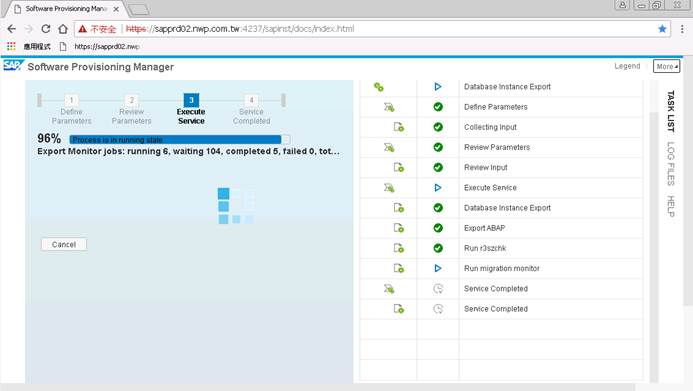 Software Provisioning Mana
不安全 https://sapprd02.nwp.com.tw:4237/sapinst/docs/index.html
應用程式 https://sapprd02.nwp
SAP Software Provisioning Manager
Legend More
1 2 3 4
Define Parameters
Review Parameters
Execute Service
Service Completed
96% Process is in running state
Export Monitor jobs: running 6, waiting 104, completed 5, failed 0, tot...
Cancel
Database Instance Export
Define Parameters
Collecting Input
Review Parameters
Review Input
Execute Service
Database Instance Export
Export ABAP
Run r3szchk
Run migration monitor
Service Completed
Service Completed
TASK LIST
LOG FILES
HELP